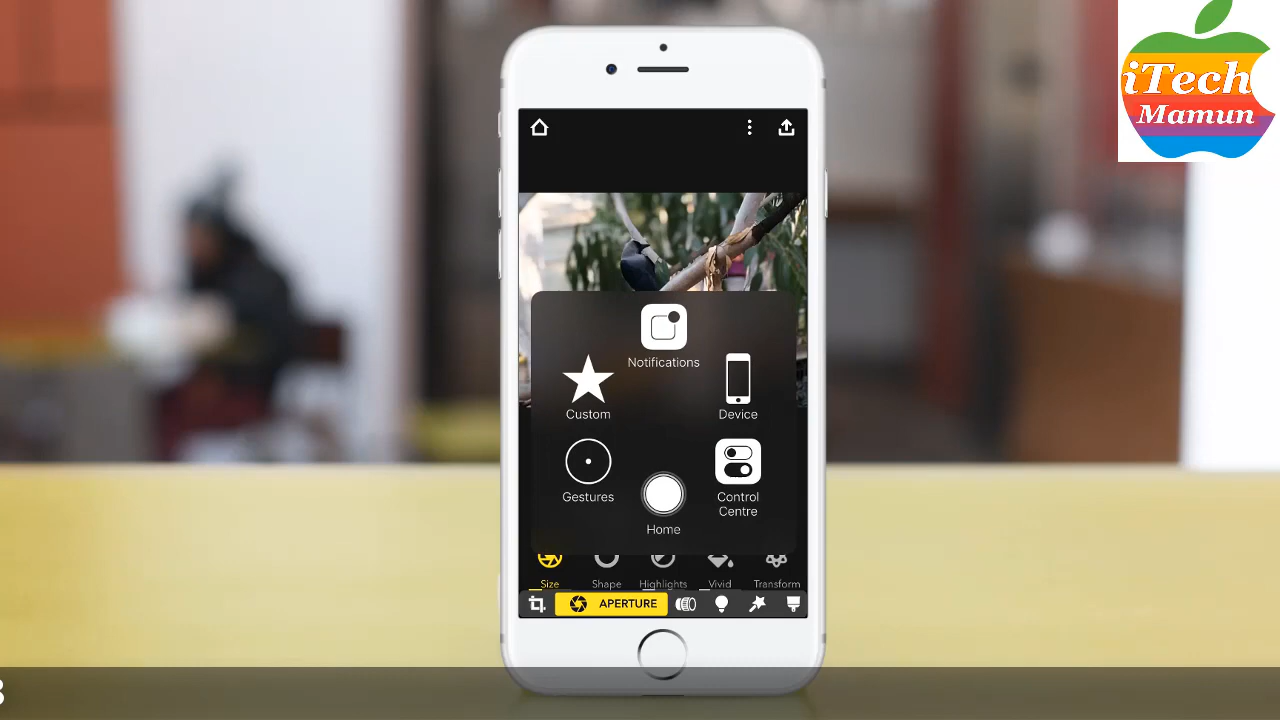 iTech
Mamun
Notifications
Custom
Device
Gestures
Control
Centre
Home
Size
Shape
Highlights
Vivid
Transform
APERTURE